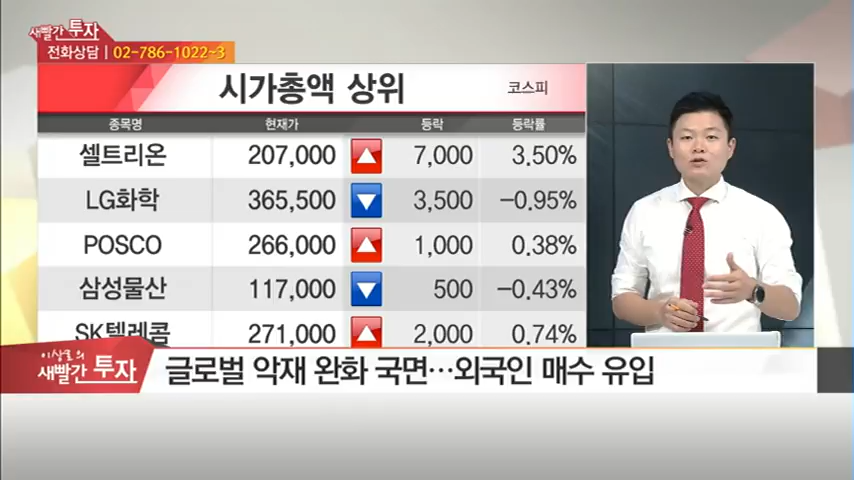 새빨간 투자
전화상담 | 02-786-1022~3
시가총액 상위 코스피
종목명 현재가 등락 등락률
셀트리온 207,000 ▲ 7,000 3.50%
LG화학 365,500 ▼ 3,500 -0.95%
POSCO 266,000 ▲ 1,000 0.38%
삼성물산 117,000 ▼ 500 -0.43%
SK텔레콤 271,000 ▲ 2,000 0.74%
이상로의
새빨간 투자
글로벌 악재 완화 국면…외국인 매수 유입